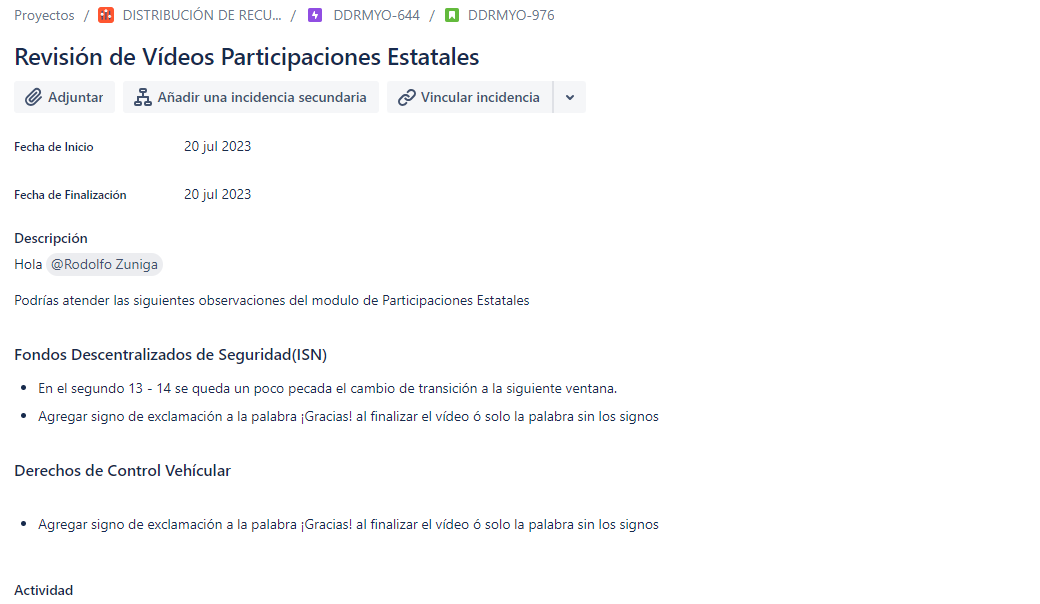 Proyectos / DISTRIBUCIÓN DE RECU... / DDRMYO-644 / DDRMYO-976
Revisión de Vídeos Participaciones Estatales
Adjuntar Añadir una incidencia secundaria Vincular incidencia
Fecha de Inicio 20 jul 2023
Fecha de Finalización 20 jul 2023
Descripción
Hola @Rodolfo Zuniga
Podrías atender las siguientes observaciones del modulo de Participaciones Estatales
Fondos Descentralizados de Seguridad(ISN)
• En el segundo 13 - 14 se queda un poco pecada el cambio de transición a la siguiente ventana.
• Agregar signo de exclamación a la palabra ¡Gracias! al finalizar el vídeo ó solo la palabra sin los signos
Derechos de Control Vehícular
• Agregar signo de exclamación a la palabra ¡Gracias! al finalizar el vídeo ó solo la palabra sin los signos
Actividad